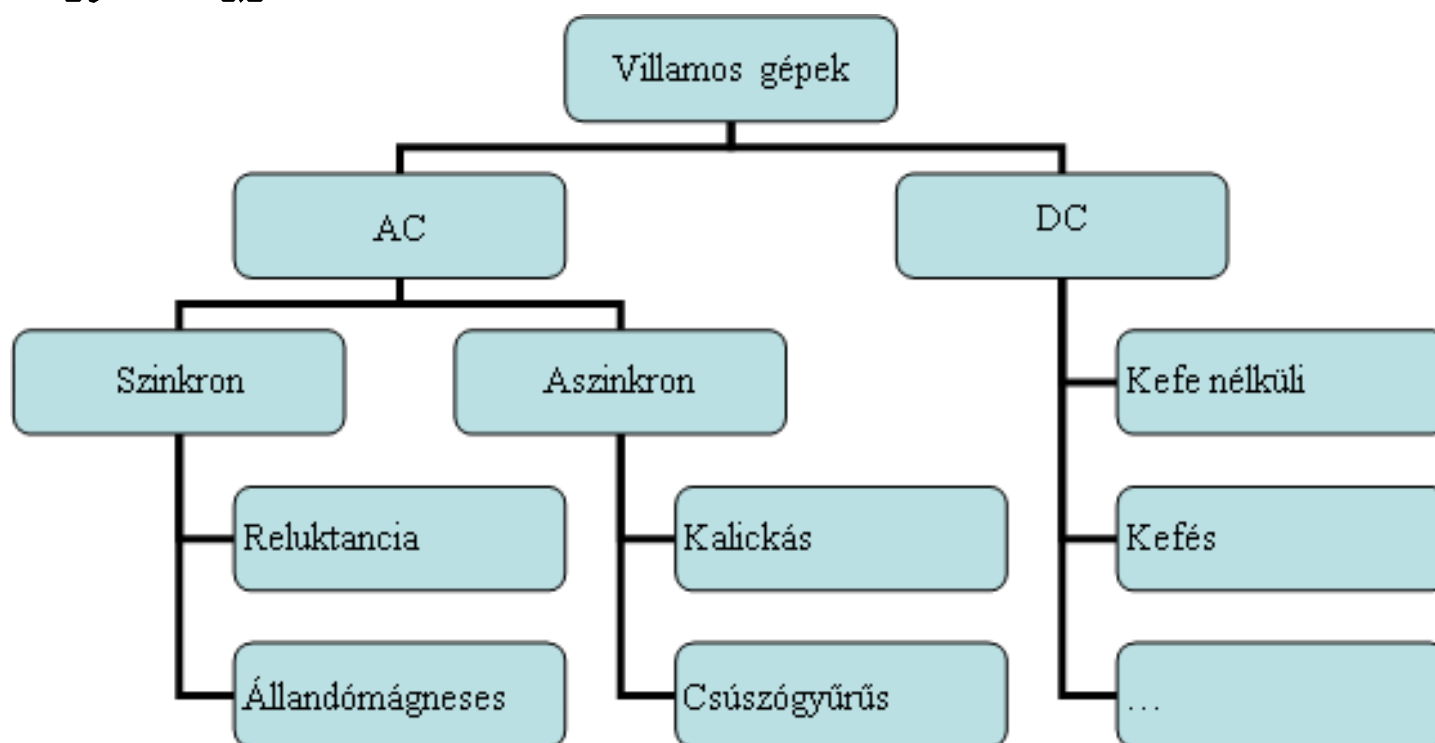 Villamos gépek
AC
DC
Szinkron
Aszinkron
Kefe nélküli
Reluktancia
Kalickás
Kefés
Állandómágneses
Csúszógyűrűs
...